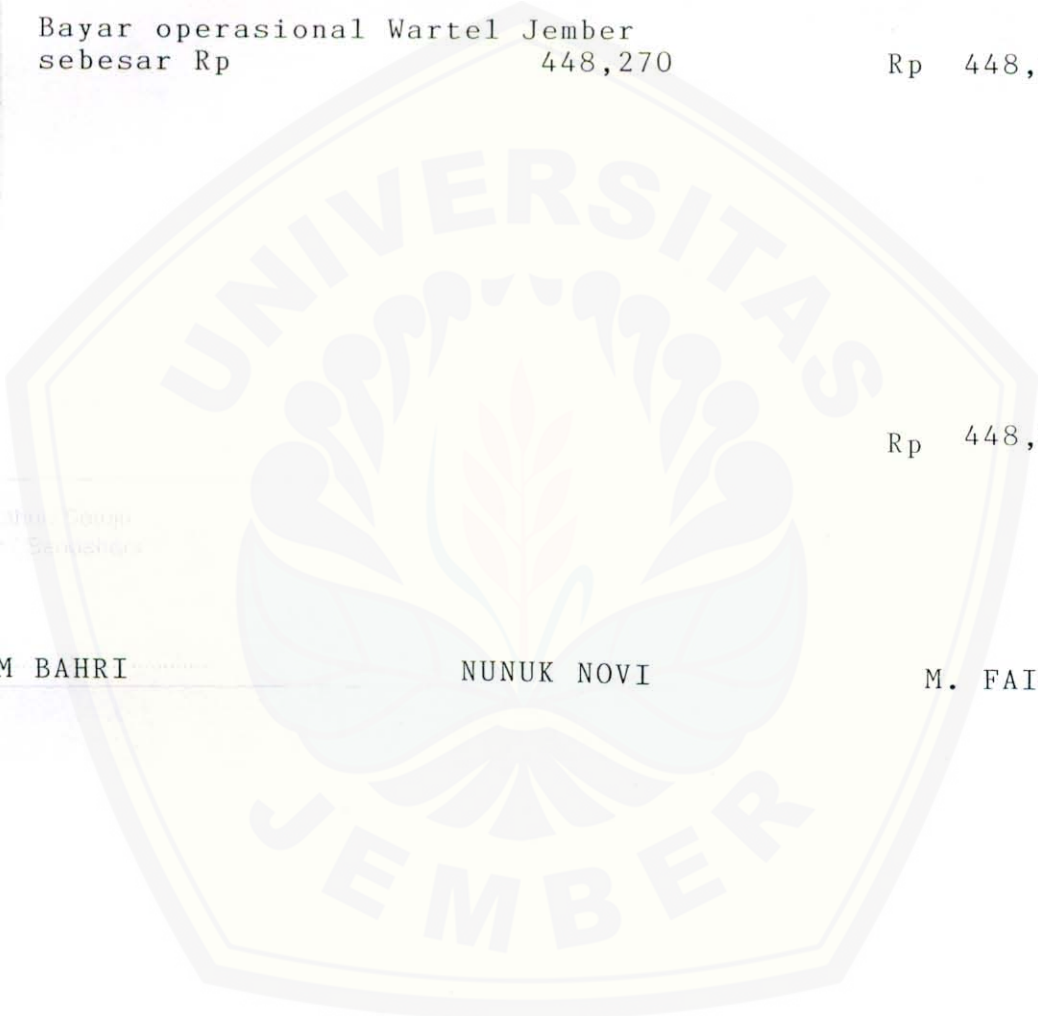 Bayar operasional Wartel Jember
sebesar Rp 448,270 Rp 448,
UNIVERSITAS
Rp 448,
M BAHRI NUNUK NOVI M. FAI
JEMBER